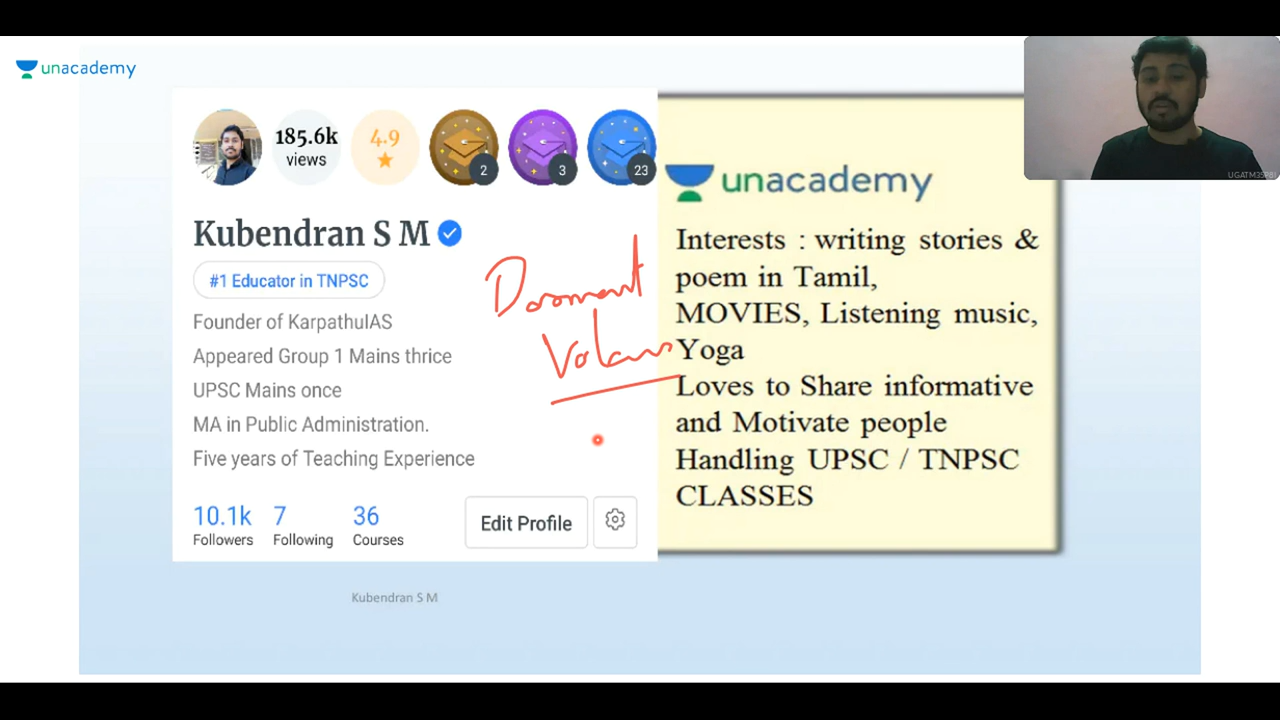 unacademy
185.6k
views
4.9
2
3
23
Kubendran S M
#1 Educator in TNPSC
Founder of KarpathuIAS
Appeared Group 1 Mains thrice
UPSC Mains once
MA in Public Administration.
Five years of Teaching Experience
10.1k
Followers
7
Following
36
Courses
Edit Profile
Kubendran S M
Dormant
unacademy
Interests : writing stories &
poem in Tamil,
MOVIES, Listening music,
Yoga
Loves to Share informative
and Motivate people
Handling UPSC / TNPSC
CLASSES